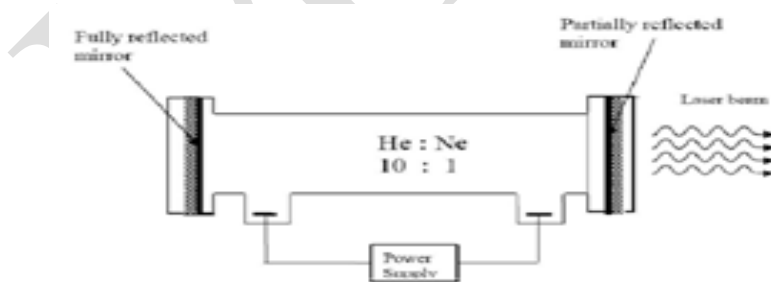 Fully reflected
mirror
Partially reflected
mirror
Laser beam
He : Ne
10 : 1
Power
Supply